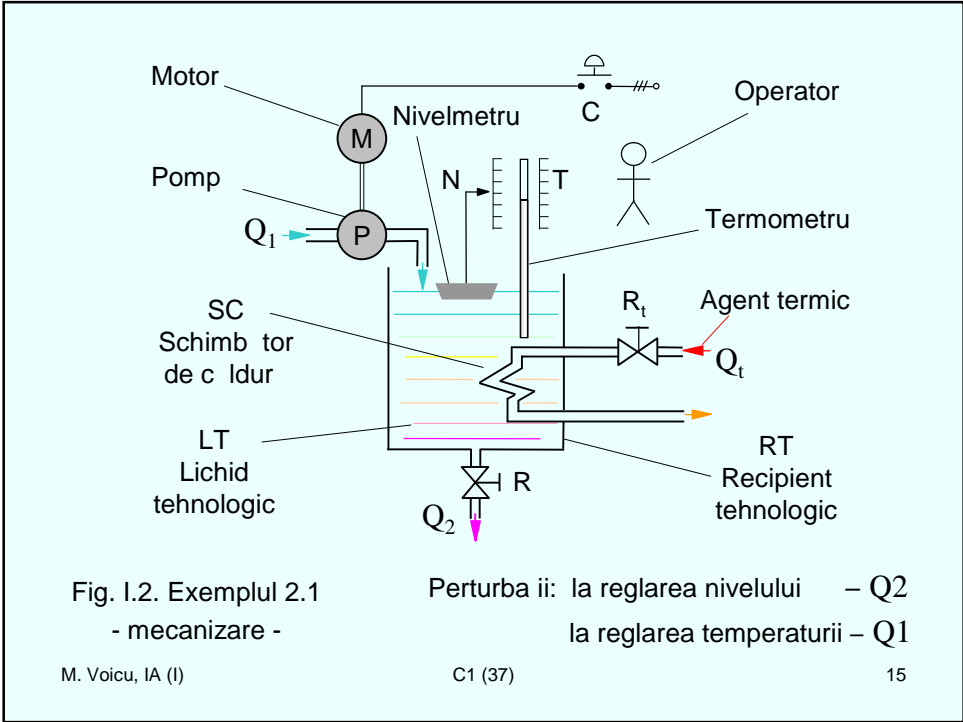 Motor
C
Operator
Nivelmetru
M
N
T
Pomp
Termometru
Q1
P
SC
Schimb tor
de c ldur
Rt
Agent termic
Qt
LT
Lichid
tehnologic
RT
Recipient
tehnologic
R
Q2
Fig. I.2. Exemplul 2.1
- mecanizare -
Perturba ii: la reglarea nivelului – Q2
la reglarea temperaturii – Q1
M. Voicu, IA (I) C1 (37) 15